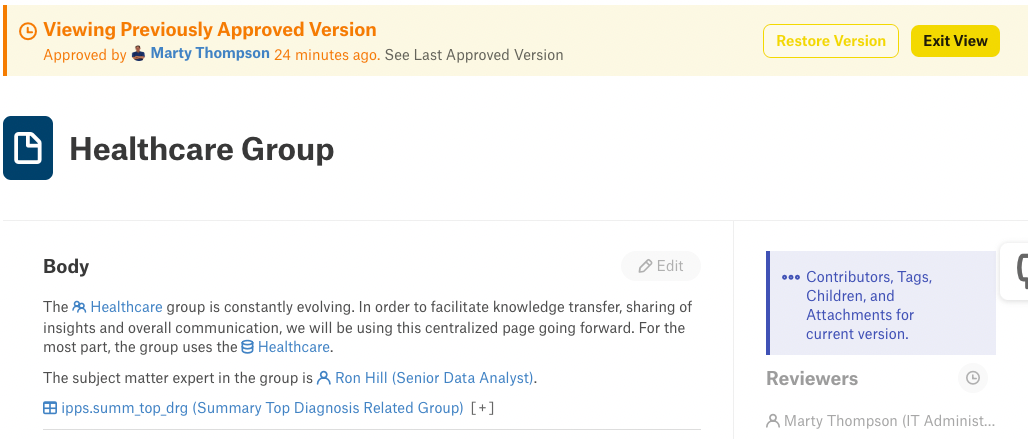 Viewing Previously Approved Version
Approved by Marty Thompson 24 minutes ago. See Last Approved Version
Restore Version
Exit View
Healthcare Group
Body
Edit
The Healthcare group is constantly evolving. In order to facilitate knowledge transfer, sharing of
insights and overall communication, we will be using this centralized page going forward. For the
most part, the group uses the Healthcare.
The subject matter expert in the group is Ron Hill (Senior Data Analyst).
ipps.summ_top_drg (Summary Top Diagnosis Related Group) [+]
Contributors, Tags,
Children, and
Attachments for
current version.
Reviewers
Marty Thompson (IT Administ...